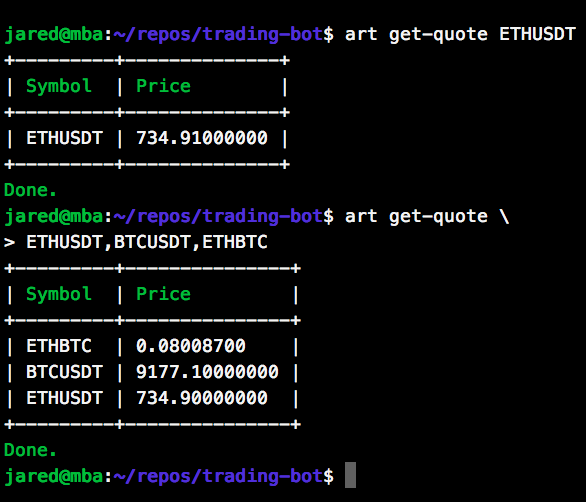 jared@mba:~/repos/trading-bot$ art get-quote ETHUSDT
+---------+--------------+
| Symbol  | Price        |
+---------+--------------+
| ETHUSDT | 734.91000000 |
+---------+--------------+
Done.
jared@mba:~/repos/trading-bot$ art get-quote \
> ETHUSDT,BTCUSDT,ETHBTC
+---------+---------------+
| Symbol  | Price         |
+---------+---------------+
| ETHBTC  | 0.08008700    |
| BTCUSDT | 9177.10000000 |
| ETHUSDT | 734.90000000  |
+---------+---------------+
Done.
jared@mba:~/repos/trading-bot$